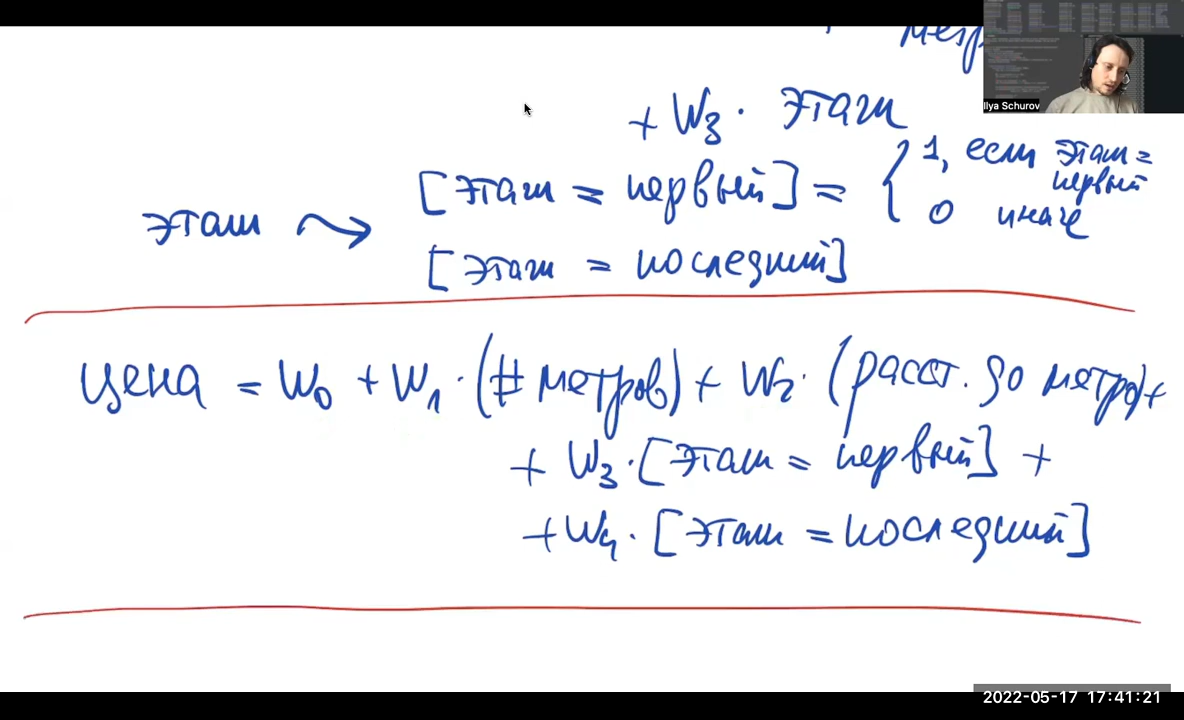 + W₃ · этаж
[этаж = первый] = { 1, если этаж = первый
0 иначе
этаж ⇝
[этаж = последний]
цена = W₀ + W₁ · (# метров) + W₂ · (расст. до метро) +
+ W₃ · [этаж = первый] +
+ W₄ · [этаж = последний]
Ilya Schurov
2022-05-17 17:41:21